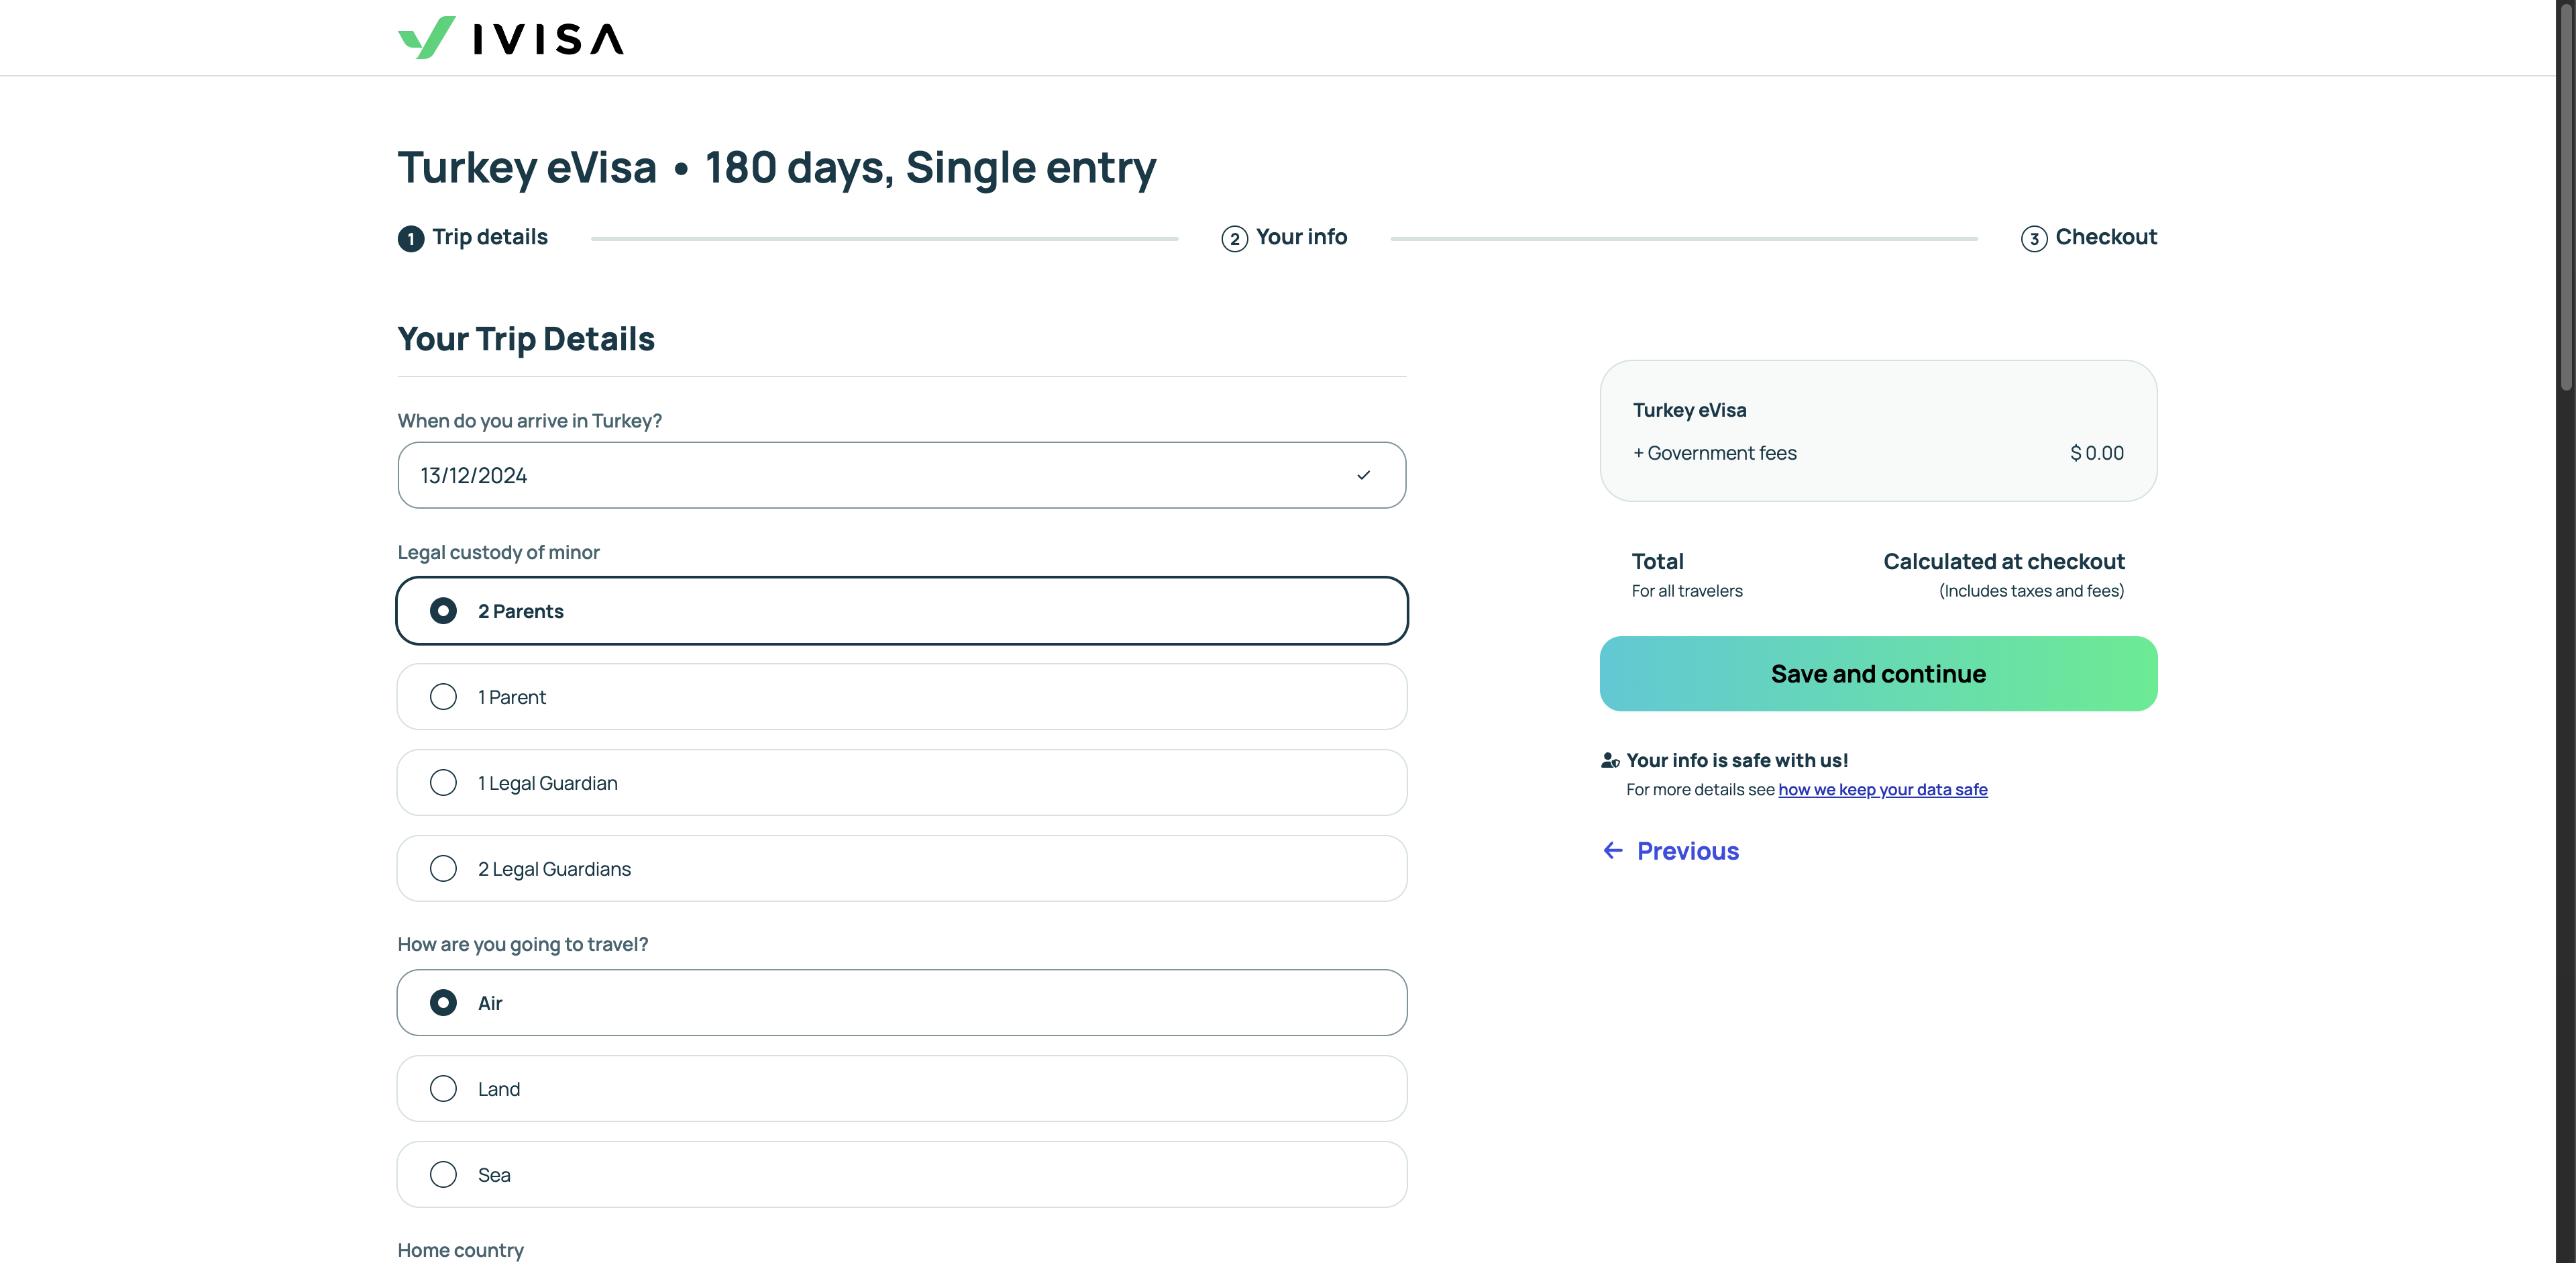 IVISA
Turkey eVisa • 180 days, Single entry
1 Trip details
2 Your info
3 Checkout
Your Trip Details
When do you arrive in Turkey?
13/12/2024
Legal custody of minor
2 Parents
1 Parent
1 Legal Guardian
2 Legal Guardians
How are you going to travel?
Air
Land
Sea
Home country
Turkey eVisa
+ Government fees $ 0.00
Total Calculated at checkout
For all travelers (Includes taxes and fees)
Save and continue
Your info is safe with us!
For more details see how we keep your data safe
Previous